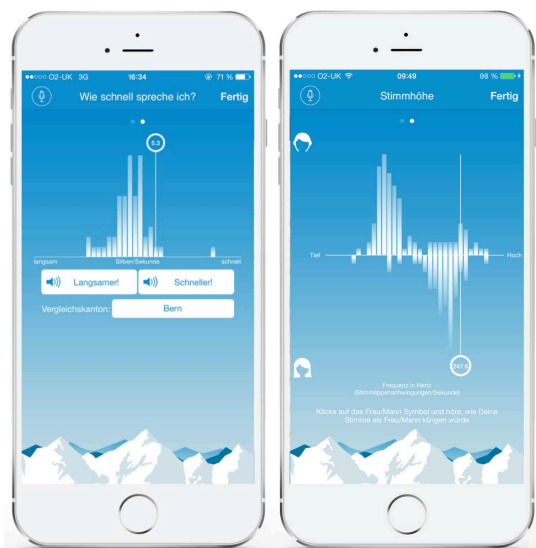 O2-UK 3G 16:34 71 %
Wie schnell spreche ich? Fertig
5.3
langsam Silben/Sekunde schnell
Langsamer! Schneller!
Vergleichskanton: Bern
O2-UK 09:49 98 %
Stimmhöhe Fertig
Tief Hoch
247.6
Frequenz in Hertz
(Stimmlippenschwingungen/Sekunde)
Klicke auf das Frau/Mann Symbol und höre, wie Deine
Stimme als Frau/Mann klingen würde